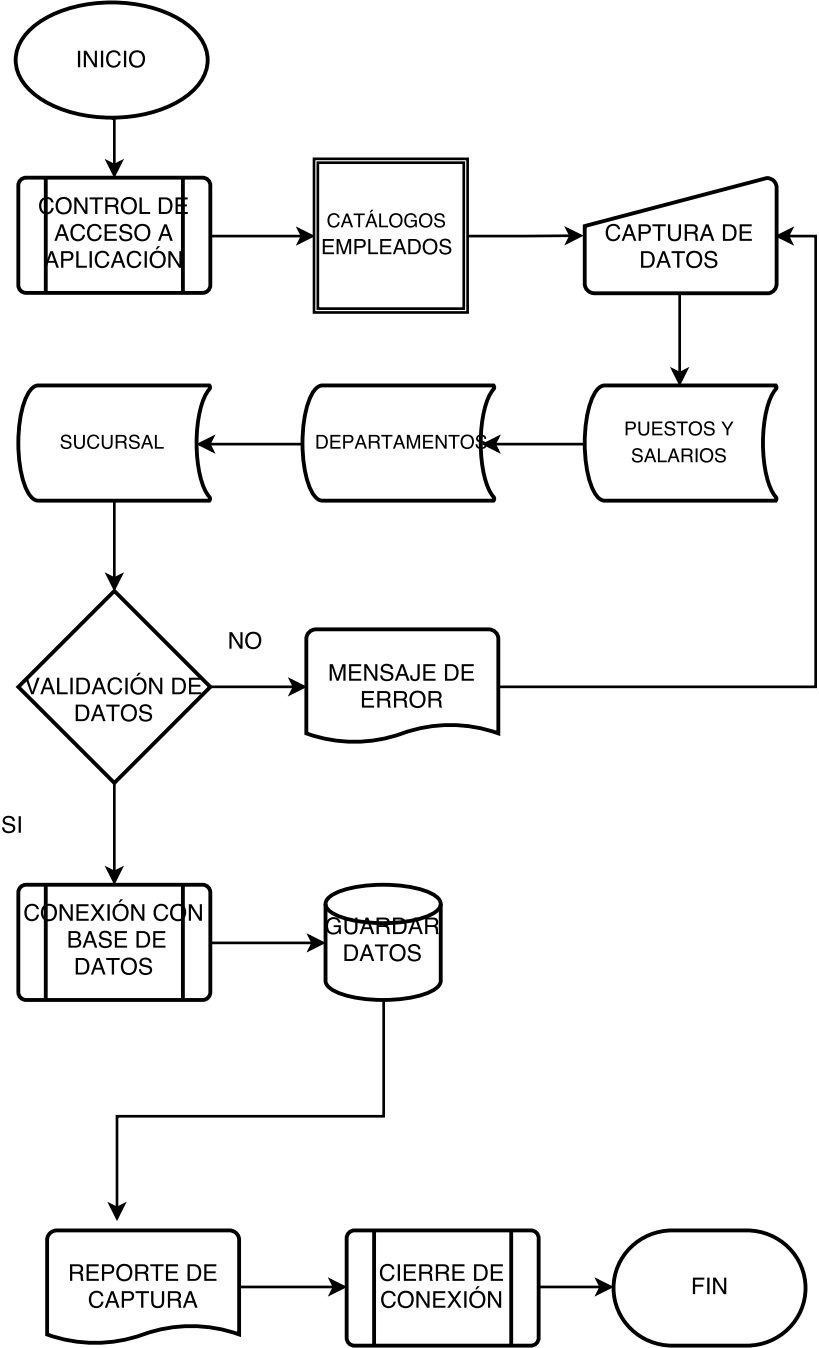 INICIO
CONTROL DE
ACCESO A
APLICACIÓN
CATÁLOGOS
EMPLEADOS
CAPTURA DE
DATOS
PUESTOS Y
SALARIOS
DEPARTAMENTOS
SUCURSAL
VALIDACIÓN DE
DATOS
NO
MENSAJE DE
ERROR
SI
CONEXIÓN CON
BASE DE
DATOS
GUARDAR
DATOS
REPORTE DE
CAPTURA
CIERRE DE
CONEXIÓN
FIN